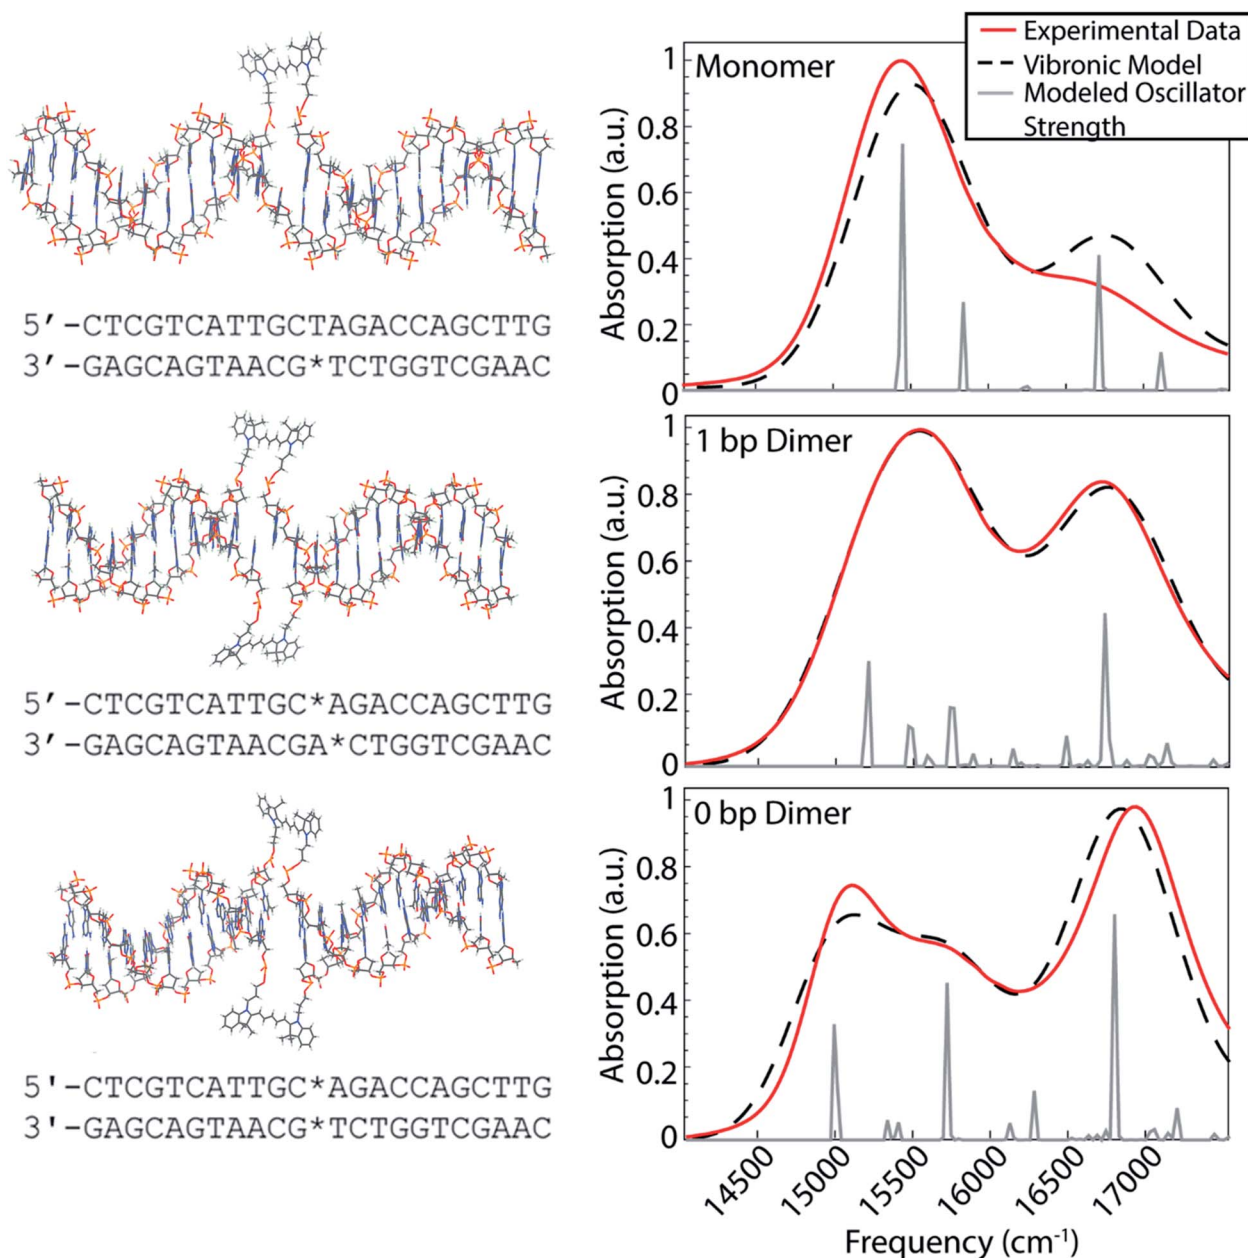 5′-CTCGTCATTGCTAGACCAGCTTG
3′-GAGCAGTAACG*TCTGGTCGAAC
5′-CTCGTCATTGC*AGACCAGCTTG
3′-GAGCAGTAACGA*CTGGTCGAAC
5'-CTCGTCATTGC*AGACCAGCTTG
3'-GAGCAGTAACG*TCTGGTCGAAC
Experimental Data
Vibronic Model
Modeled Oscillator
Strength
Monomer
Absorption (a.u.)
1
0.8
0.6
0.4
0.2
0
1 bp Dimer
Absorption (a.u.)
1
0.8
0.6
0.4
0.2
0
0 bp Dimer
Absorption (a.u.)
1
0.8
0.6
0.4
0.2
0
14500 15000 15500 16000 16500 17000
Frequency (cm⁻¹)